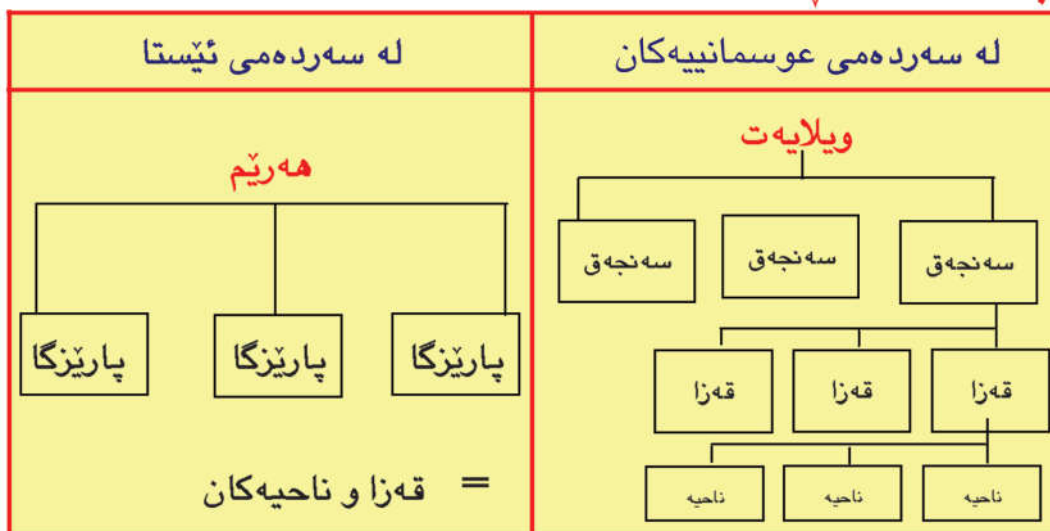 لە سەردەمی عوسمانییەکان
ویلایەت
سەنجەق
سەنجەق
سەنجەق
قەزا
قەزا
قەزا
ناحیە
ناحیە
ناحیە
لە سەردەمی ئێستا
هەرێم
پارێزگا
پارێزگا
پارێزگا
= قەزا و ناحیەکان